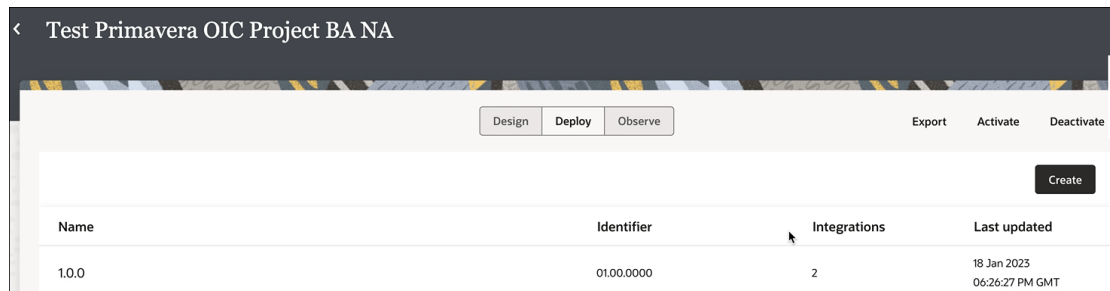 Test Primavera OIC Project BA NA
Design Deploy Observe Export Activate Deactivate
Create
Name Identifier Integrations Last updated
1.0.0 01.00.0000 2 18 Jan 2023
06:26:27 PM GMT